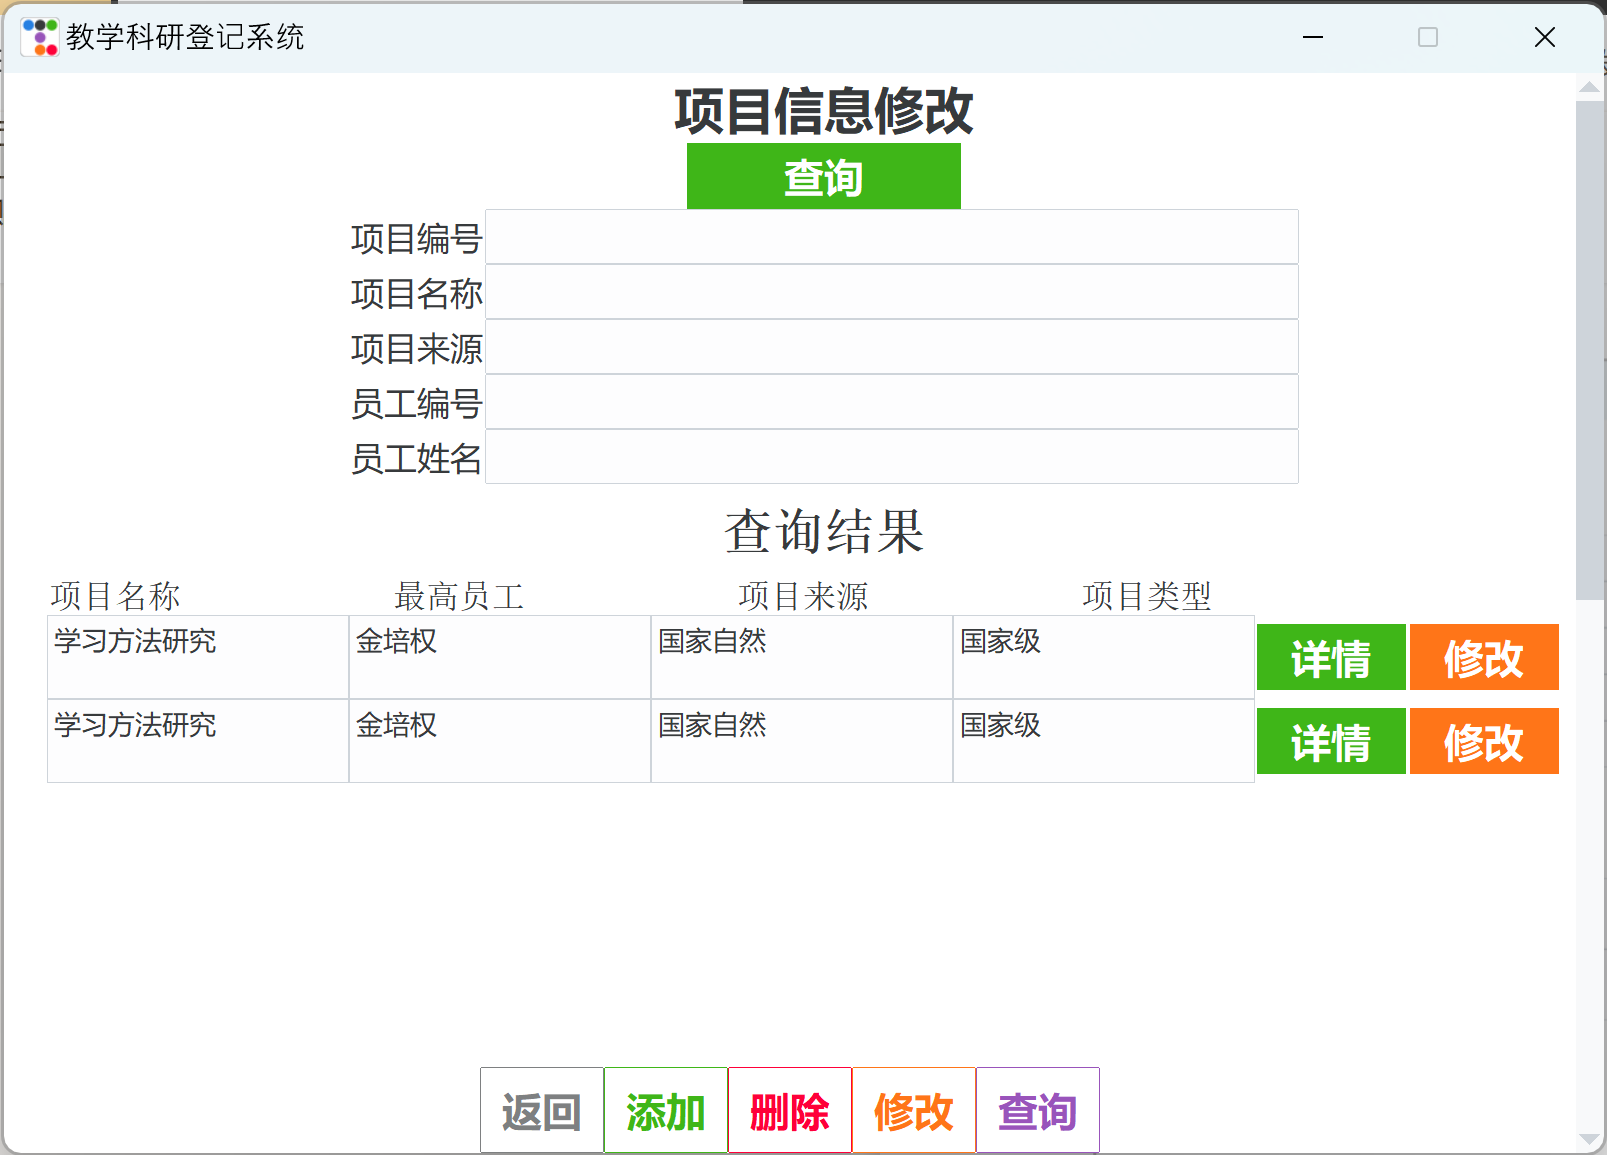 教学科研登记系统
项目信息修改
查询
项目编号
项目名称
项目来源
员工编号
员工姓名
查询结果
项目名称 最高员工 项目来源 项目类型
学习方法研究 金培权 国家自然 国家级 详情 修改
学习方法研究 金培权 国家自然 国家级 详情 修改
返回 添加 删除 修改 查询